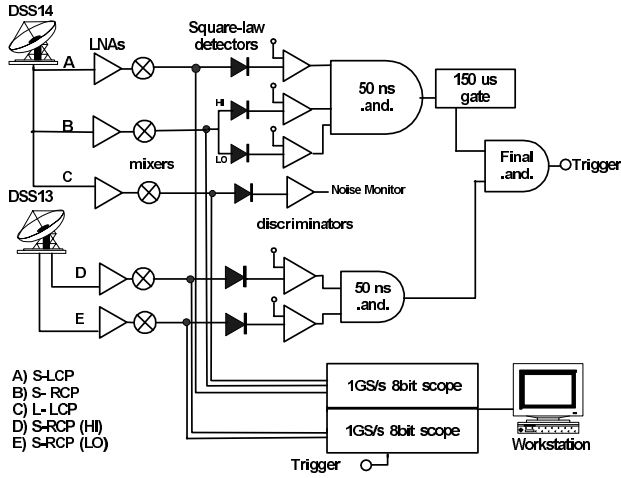 DSS14
LNAs
Square-law
detectors
A
HI
B
LO
mixers
C
50 ns
.and.
150 us
gate
Final
.and.
Trigger
Noise Monitor
DSS13
discriminators
D
E
50 ns
.and.
A) S-LCP
B) S- RCP
C) L- LCP
D) S-RCP (HI)
E) S-RCP (LO)
1GS/s 8bit scope
1GS/s 8bit scope
Workstation
Trigger